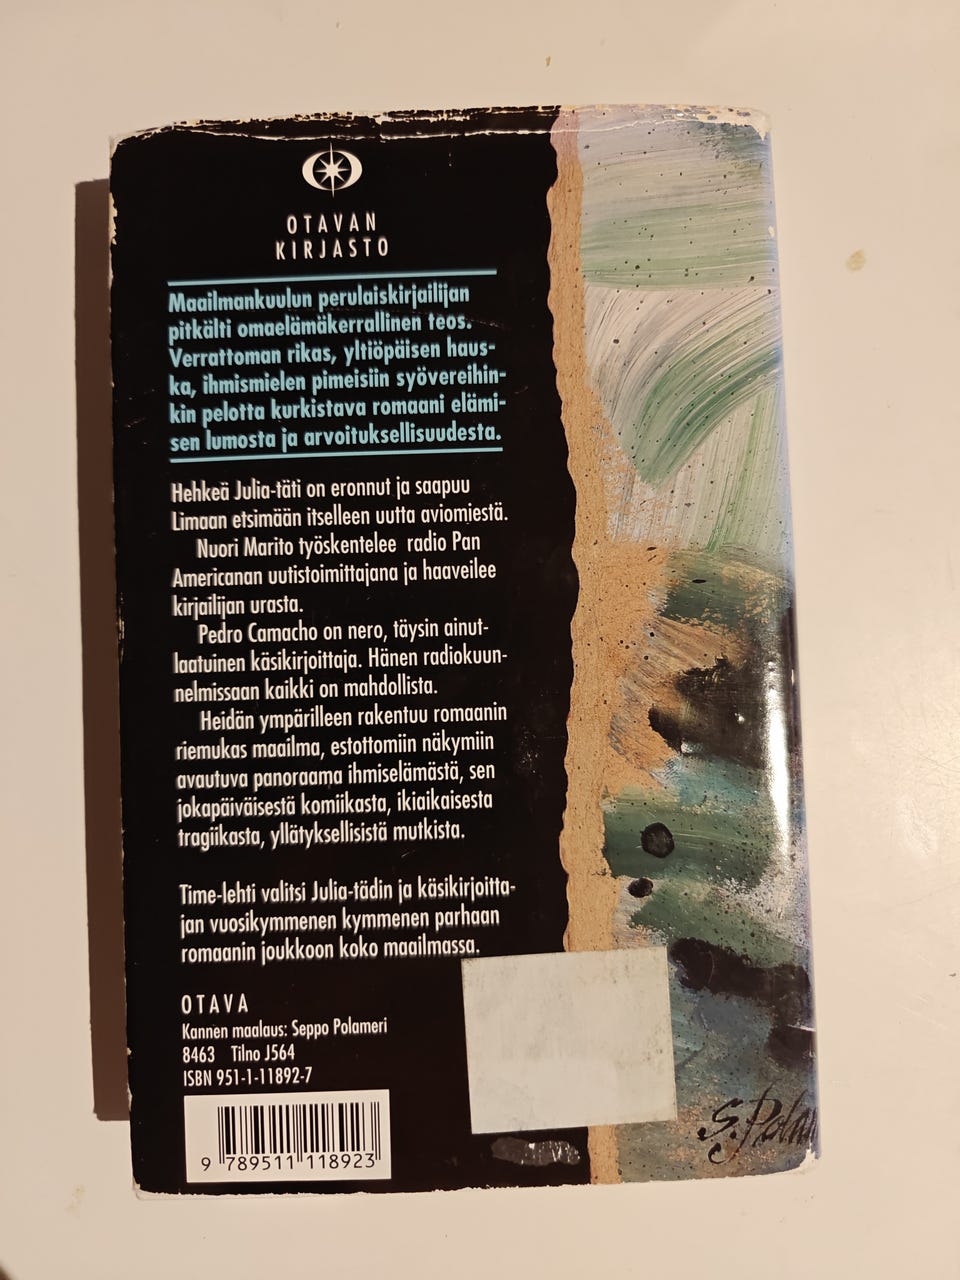 OTAVAN
KIRJASTO
Maailmankuulun perulaiskirjailijan
pitkälti omaelämäkerrallinen teos.
Verrattoman rikas, yltiöpäisen haus-
ka, ihmismielen pimeisiin syövereihin-
kin pelotta kurkistava romaani elämi-
sen lumosta ja arvoituksellisuudesta.
Hehkeä Julia-täti on eronnut ja saapuu
Limaan etsimään itselleen uutta aviomiestä.
Nuori Marito työskentelee radio Pan
Americanan uutistoimittajana ja haaveilee
kirjailijan urasta.
Pedro Camacho on nero, täysin ainut-
laatuinen käsikirjoittaja. Hänen radiokuun-
nelmissaan kaikki on mahdollista.
Heidän ympärilleen rakentuu romaanin
riemukas maailma, estottomiin näkymiin
avautuva panoraama ihmiselämästä, sen
jokapäiväisestä komiikasta, ikiaikaisesta
tragiikasta, yllätyksellisistä mutkista.
Time-lehti valitsi Julia-tädin ja käsikirjoitta-
jan vuosikymmenen kymmenen parhaan
romaanin joukkoon koko maailmassa.
OTAVA
Kannen maalaus: Seppo Polameri
8463 Tilno J564
ISBN 951-1-11892-7
9 789511 118923
S. Pola